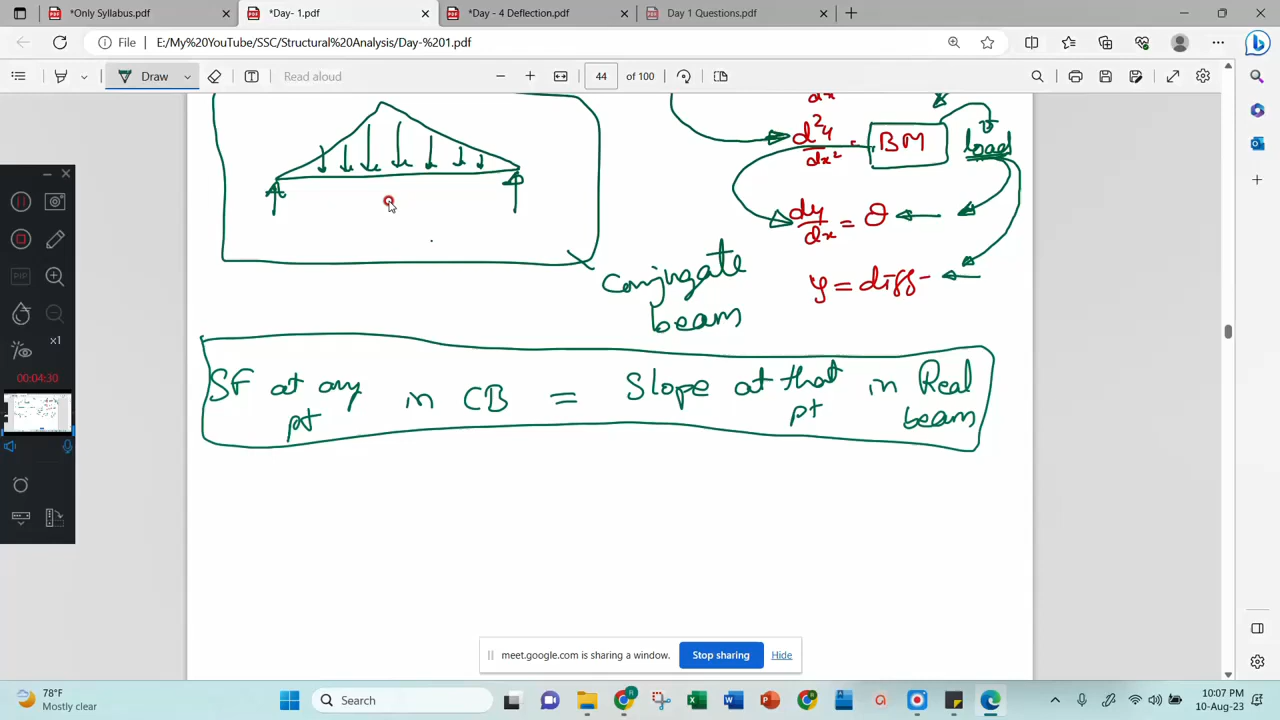 *Only Syllabus.pdf
*Day- 1.pdf
*Day - 4 Deflection.pdf
Day 1 Questions.pdf
File
E:/My%20YouTube/SSC/Structural%20Analysis/Day-%201.pdf
Draw
Read aloud
44 of 100
dx
d²y/dx² BM load
dy/dx = θ
y = diff
Conjugate
beam
SF at any pt in CB = Slope at that pt in Real beam
x1
00:04:30
PIP
meet.google.com is sharing a window.
Stop sharing
Hide
78°F
Mostly clear
Search
10:07 PM
10-Aug-23